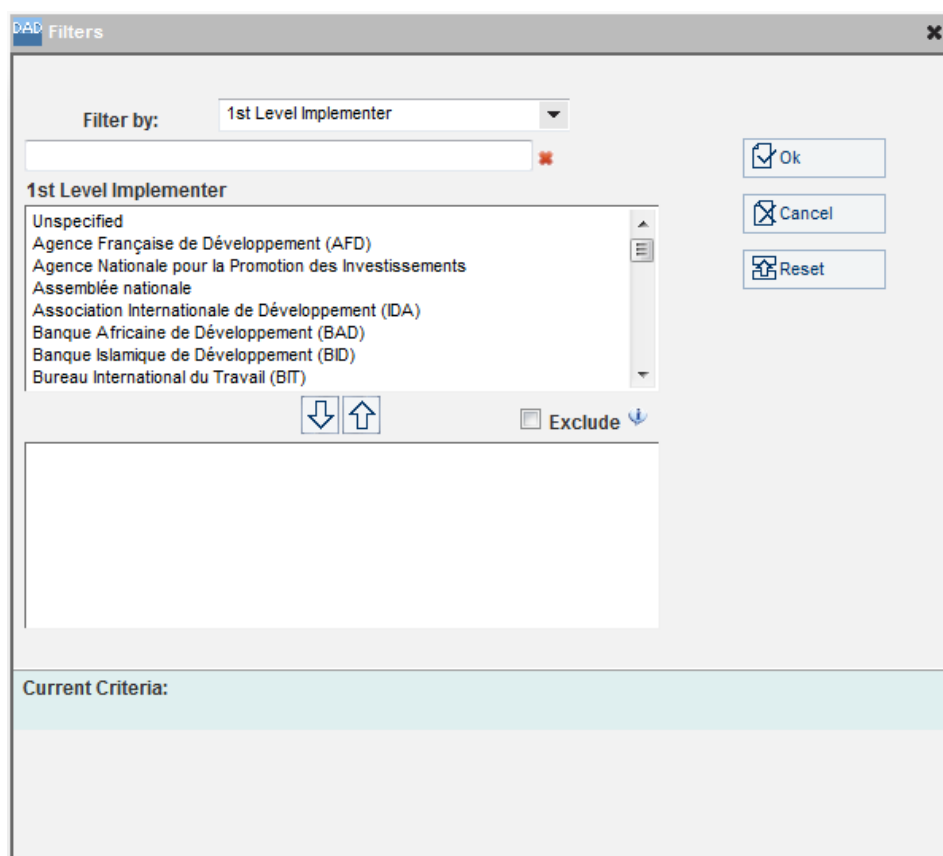 DAD Filters
Filter by: 1st Level Implementer
1st Level Implementer
Unspecified
Agence Française de Développement (AFD)
Agence Nationale pour la Promotion des Investissements
Assemblée nationale
Association Internationale de Développement (IDA)
Banque Africaine de Développement (BAD)
Banque Islamique de Développement (BID)
Bureau International du Travail (BIT)
Exclude
Ok
Cancel
Reset
Current Criteria: